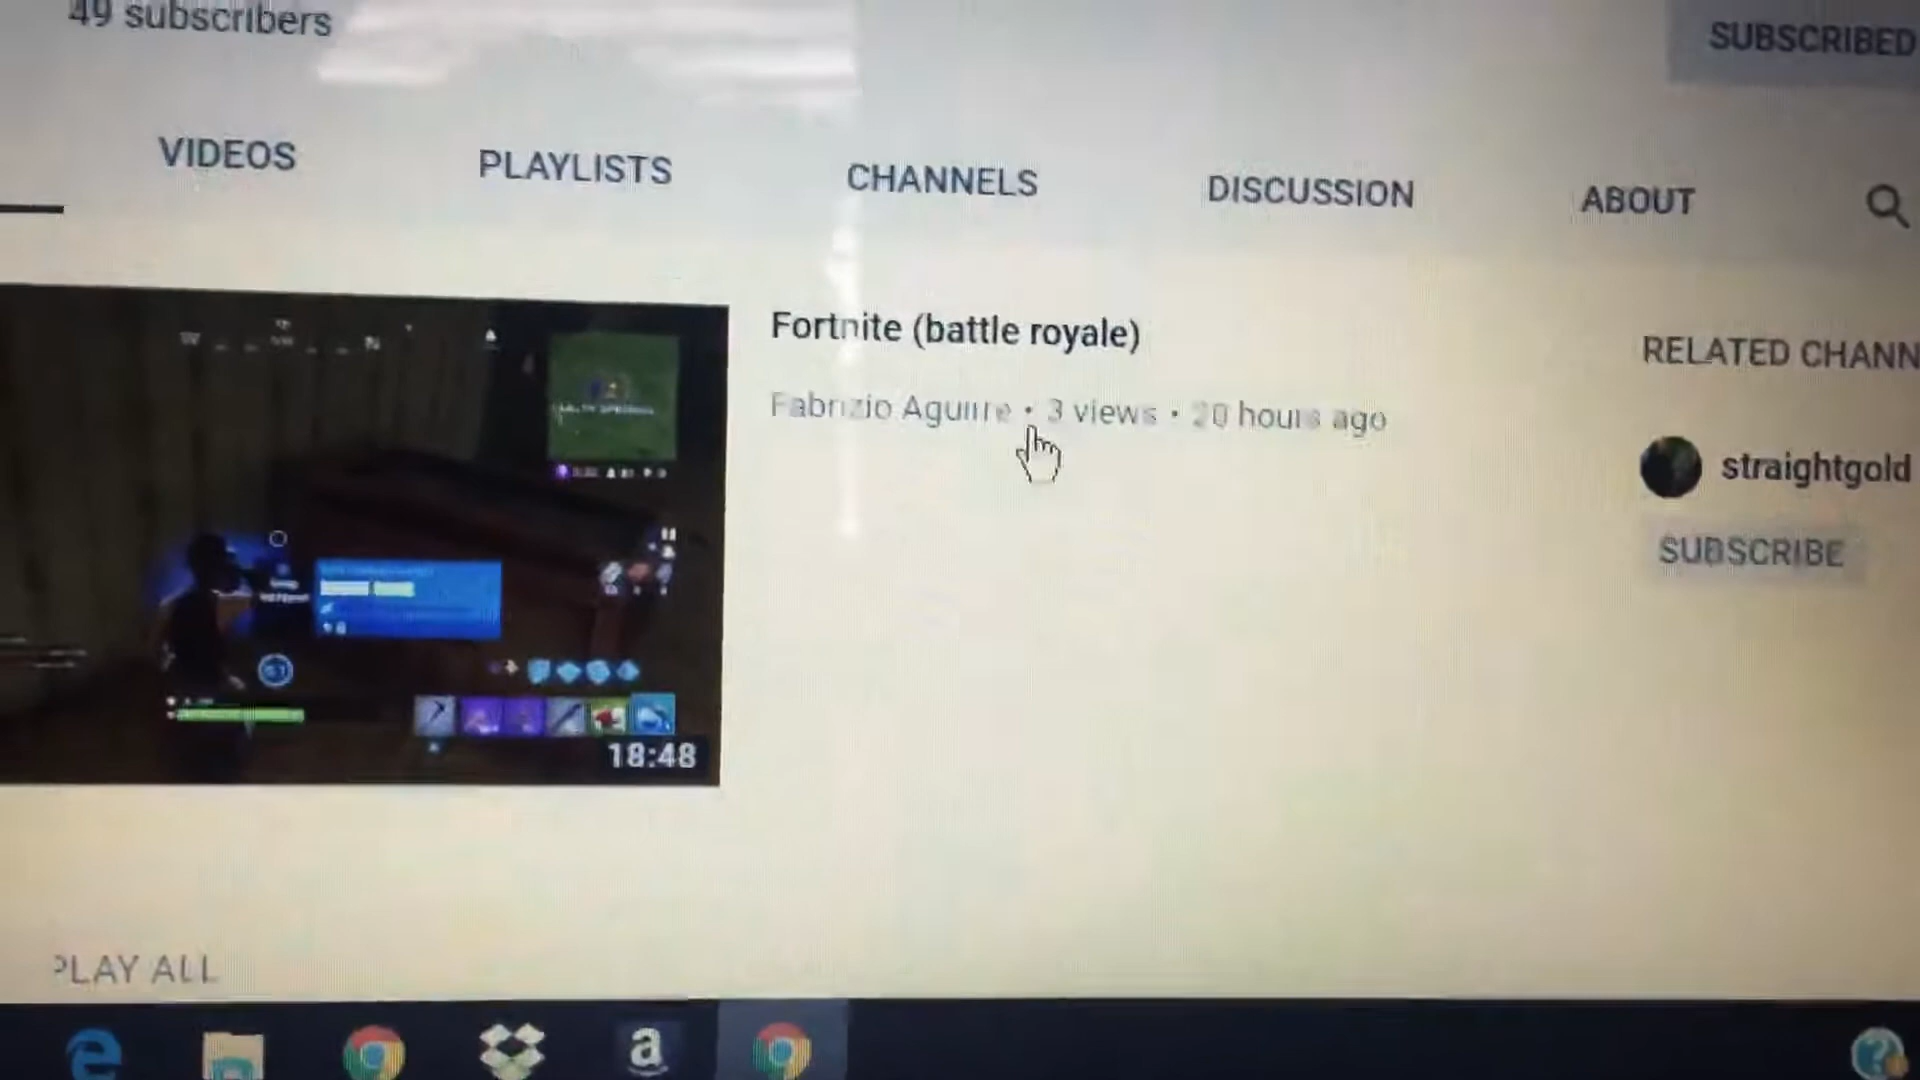 49 subscribers
SUBSCRIBED
VIDEOS
PLAYLISTS
CHANNELS
DISCUSSION
ABOUT
Fortnite (battle royale)
Fabrizio Aguirre • 3 views • 20 hours ago
18:48
RELATED CHANN
straightgold
SUBSCRIBE
PLAY ALL